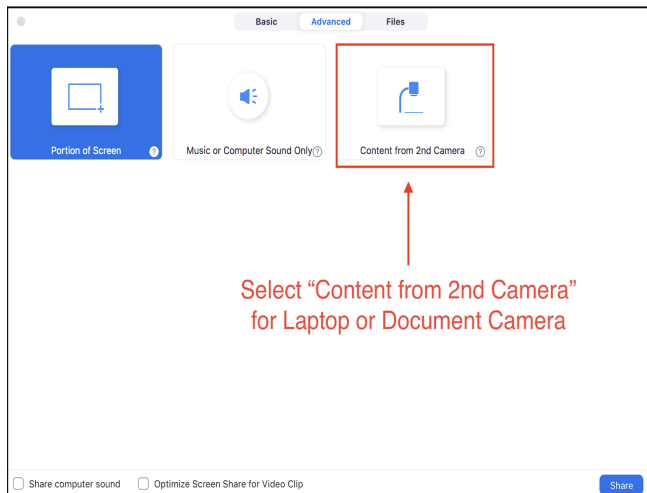 Basic Advanced Files
Portion of Screen
Music or Computer Sound Only
Content from 2nd Camera
Select “Content from 2nd Camera”
for Laptop or Document Camera
Share computer sound
Optimize Screen Share for Video Clip
Share